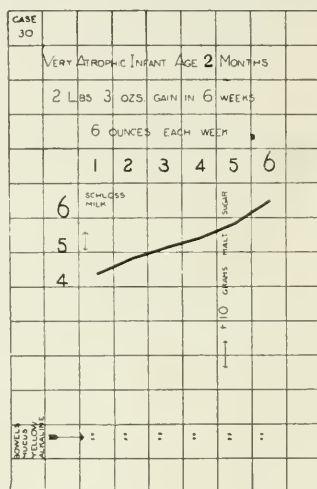 CASE
30
VERY ATROPHIC INFANT AGE 2 MONTHS
2 LBS 3 OZS. GAIN IN 6 WEEKS
6 OUNCES EACH WEEK
1 2 3 4 5 6
SCHLOSS
MILK
6
5
4
+10 GRAMS MALT SUGAR
BOWELS
MUCUS
YELLOW
ALKALINE
" " " " " "